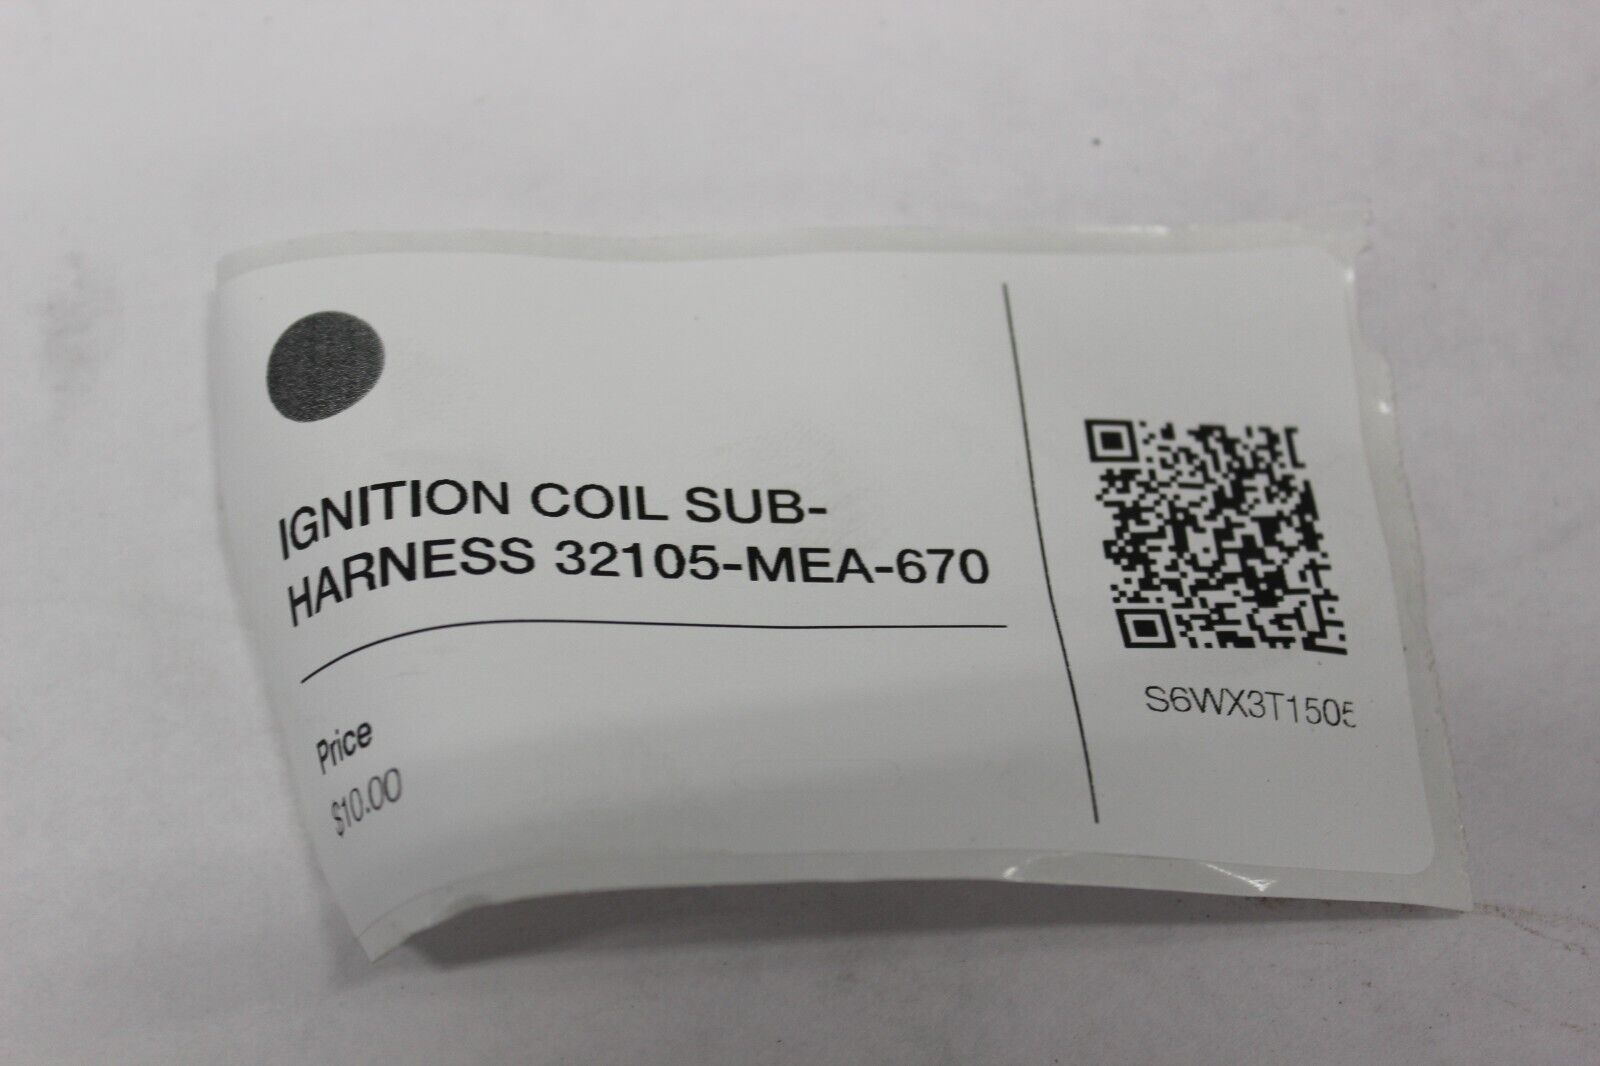 IGNITION COIL SUB-
HARNESS 32105-MEA-670
Price
$10.00
S6WX3T1505